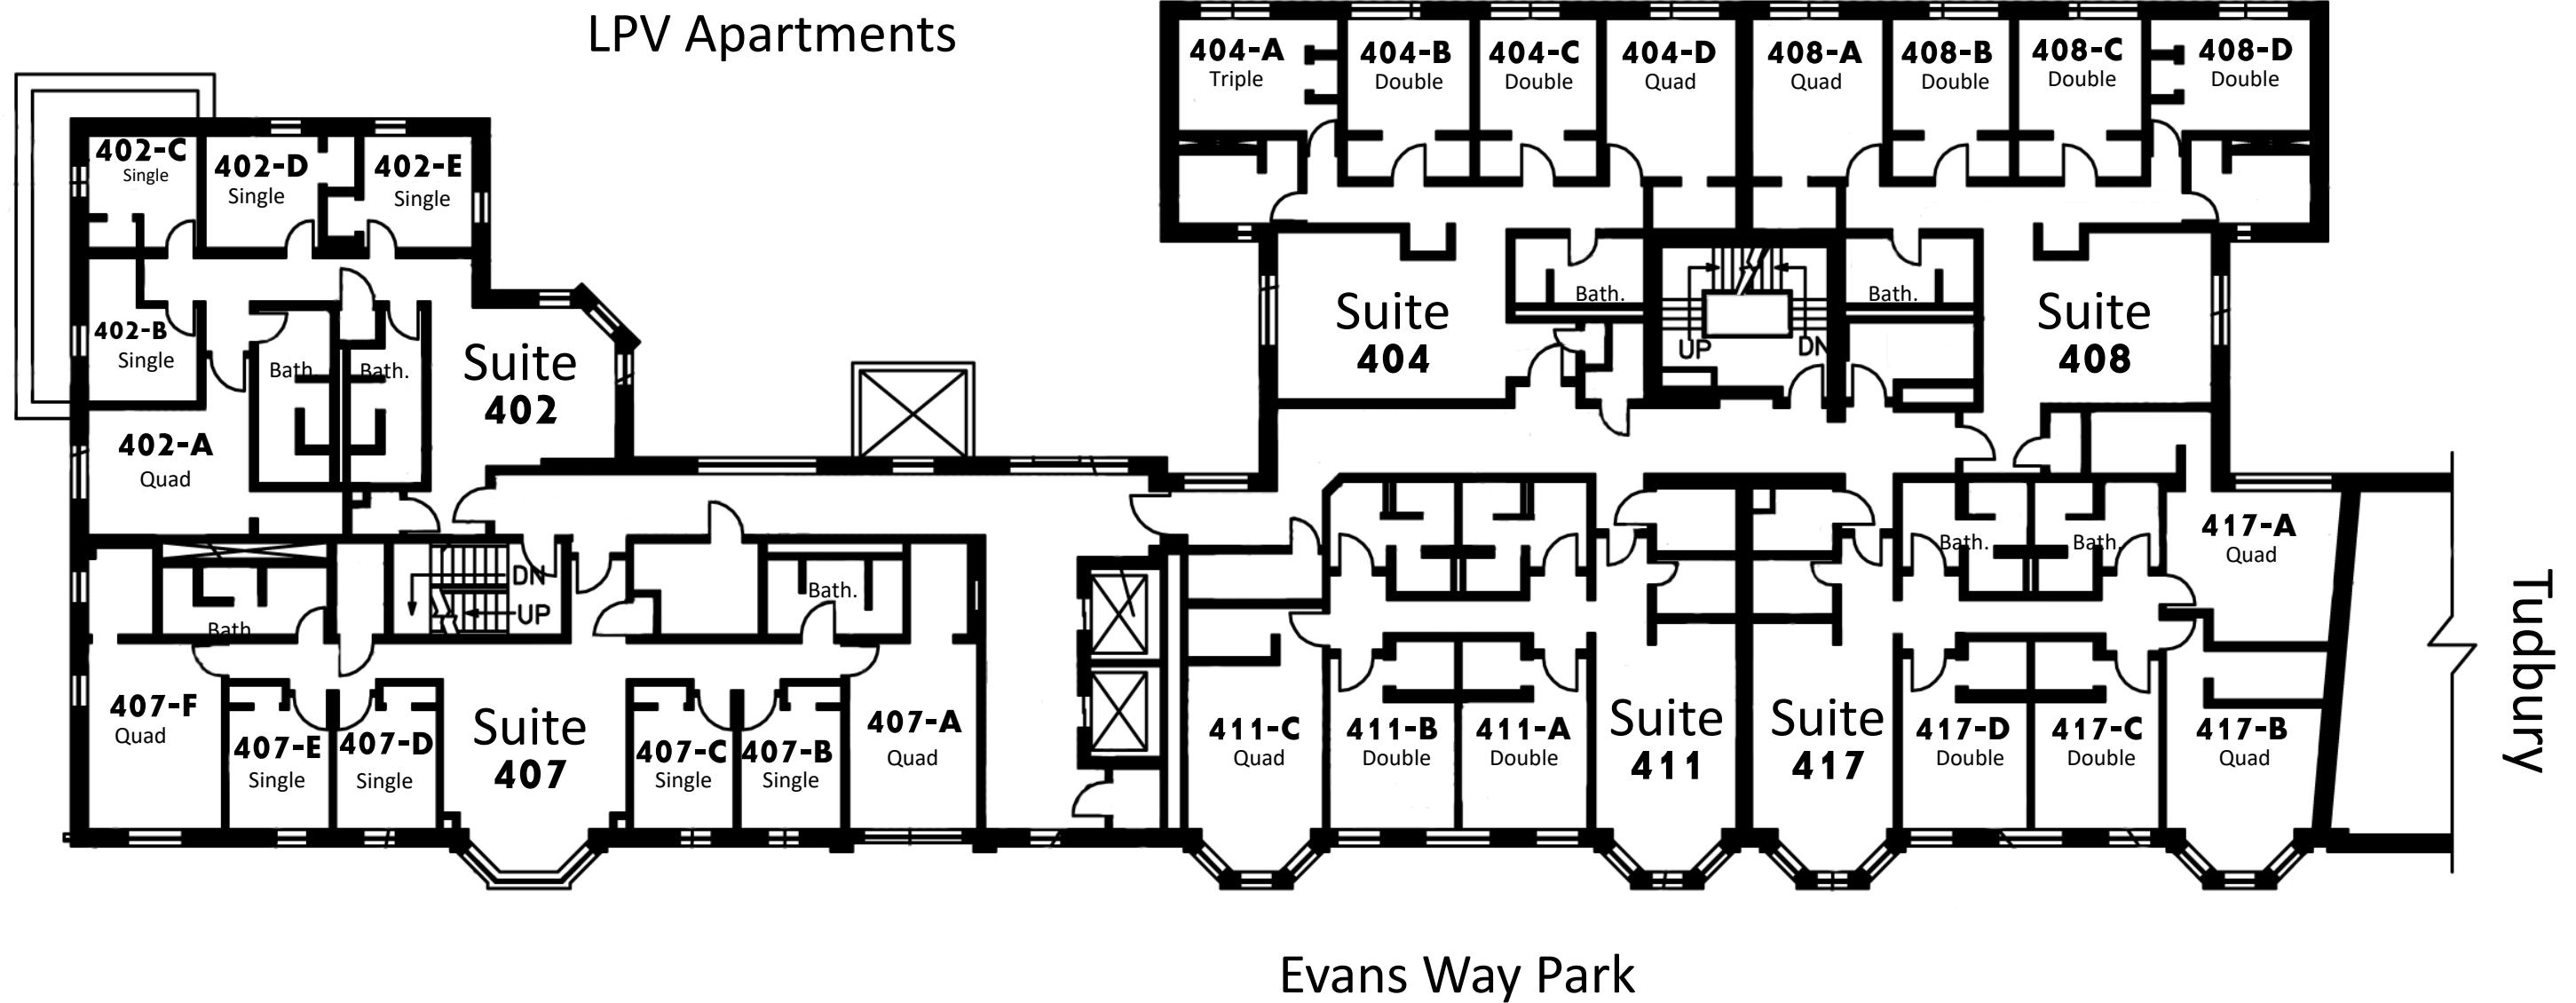 LPV Apartments
404-A
Triple
404-B
Double
404-C
Double
404-D
Quad
408-A
Quad
408-B
Double
408-C
Double
408-D
Double
402-C
Single
402-D
Single
402-E
Single
402-B
Single
Bath.
Bath.
Suite
402
402-A
Quad
Suite
404
Bath.
UP
DN
Bath.
Suite
408
DN
UP
Bath.
Bath.
407-F
Quad
407-E
Single
407-D
Single
Suite
407
407-C
Single
407-B
Single
407-A
Quad
411-C
Quad
411-B
Double
411-A
Double
Suite
411
Suite
417
Bath.
Bath.
417-A
Quad
417-D
Double
417-C
Double
417-B
Quad
Tudbury
Evans Way Park